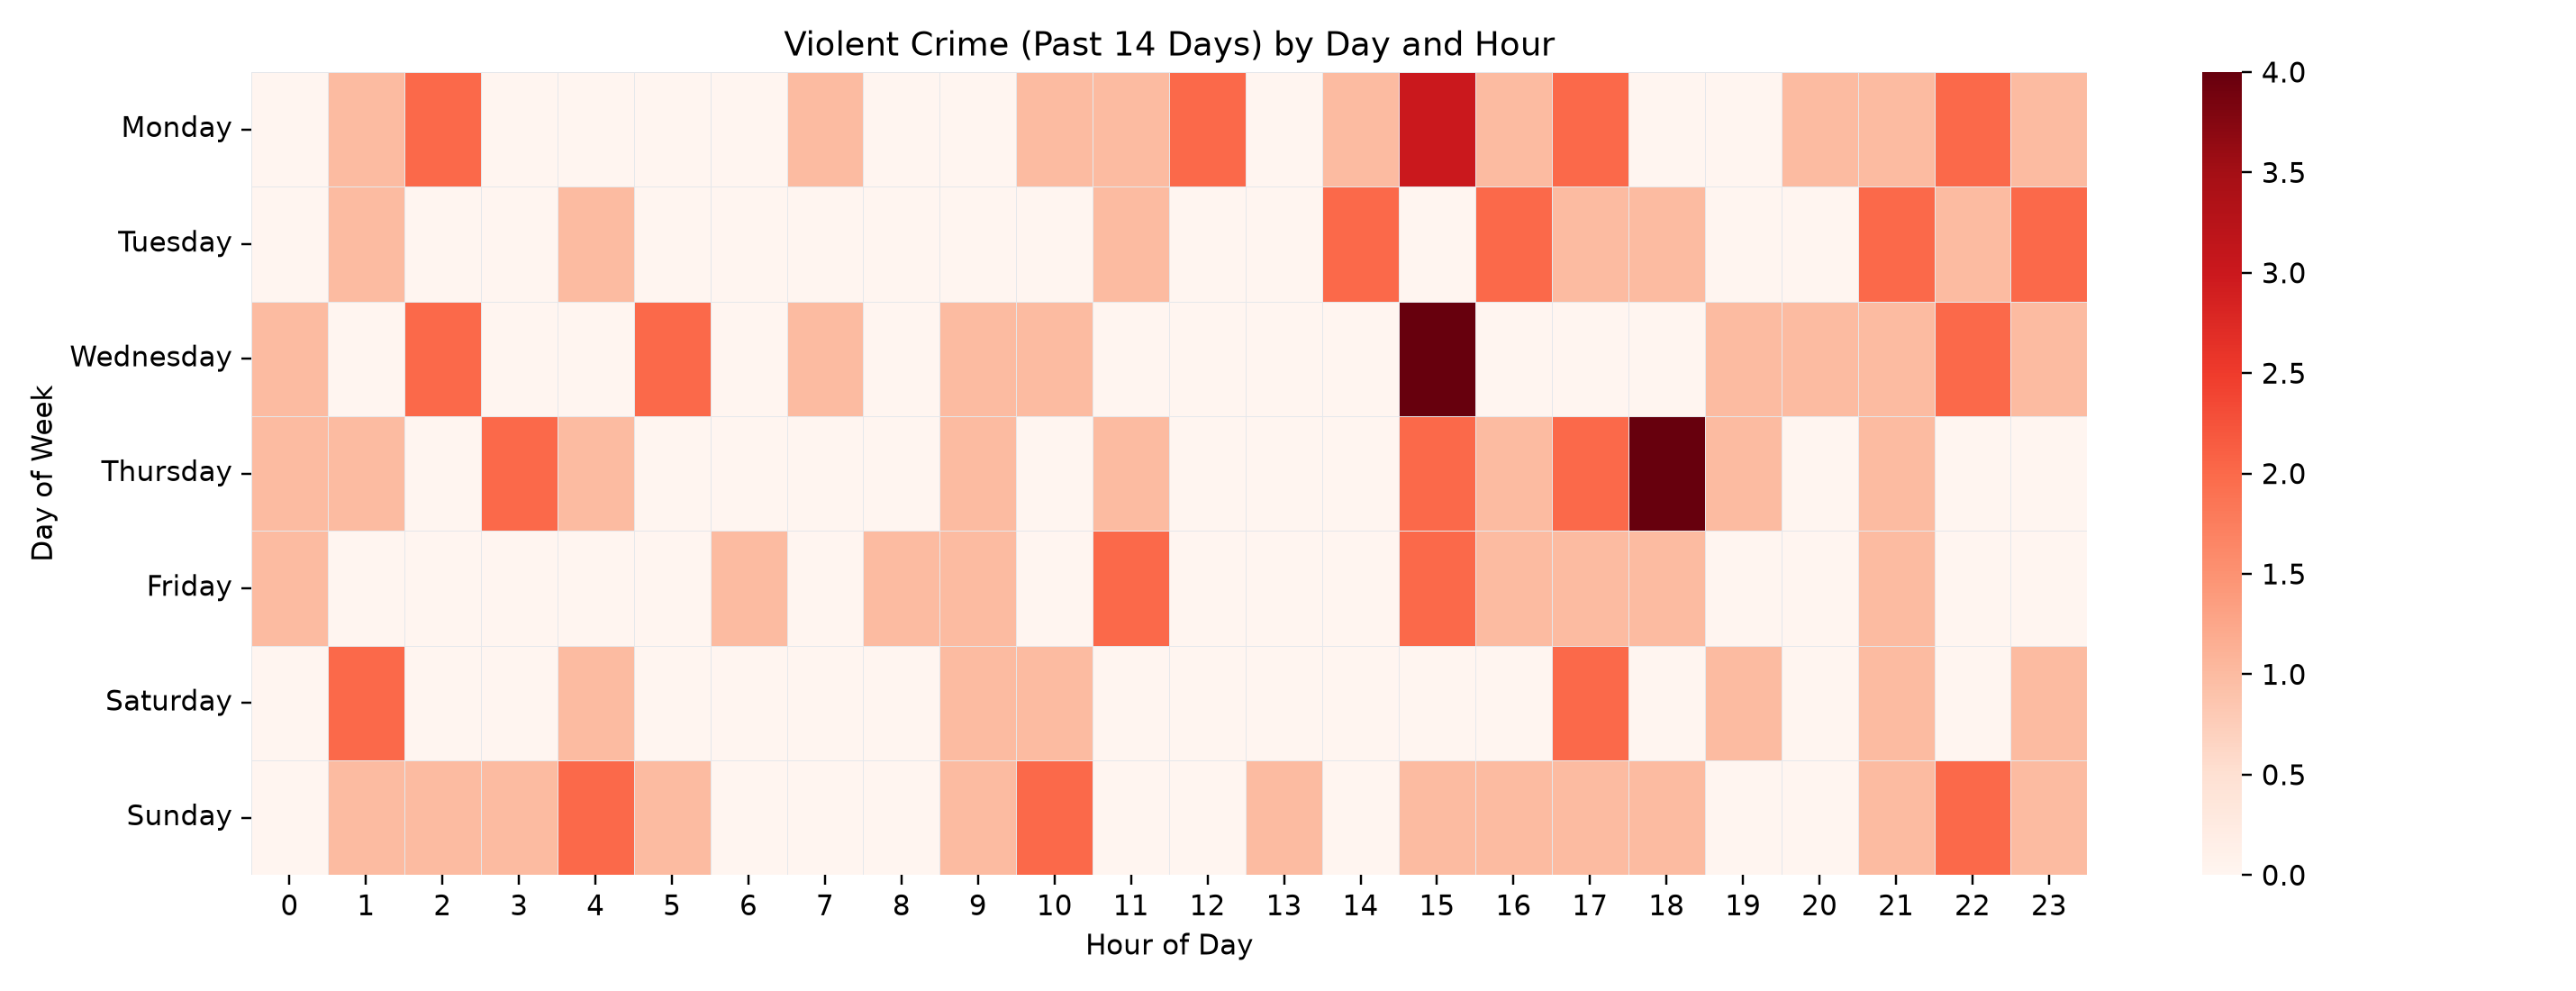 Violent Crime (Past 14 Days) by Day and Hour
Day of Week
Monday
Tuesday
Wednesday
Thursday
Friday
Saturday
Sunday
0 1 2 3 4 5 6 7 8 9 10 11 12 13 14 15 16 17 18 19 20 21 22 23
Hour of Day
4.0
3.5
3.0
2.5
2.0
1.5
1.0
0.5
0.0